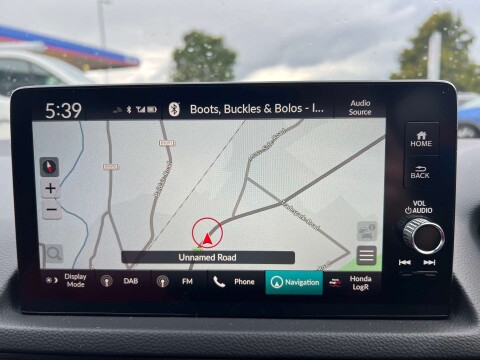 5:39
Boots, Buckles & Bolos - I...
Audio
Source
HOME
BACK
VOL
AUDIO
Unnamed Road
Display
Mode
DAB
FM
Phone
Navigation
Honda
LogR